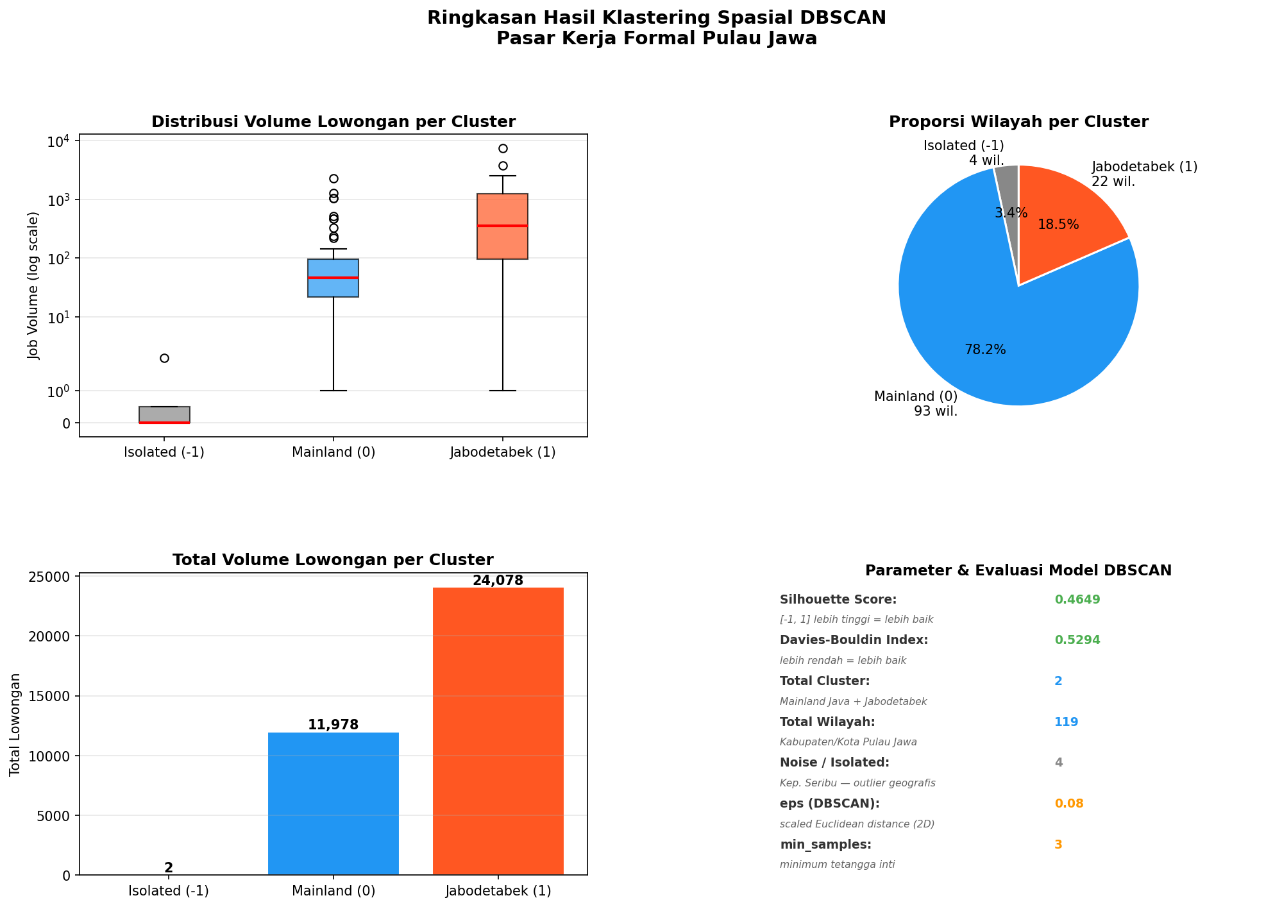 Ringkasan Hasil Klastering Spasial DBSCAN
Pasar Kerja Formal Pulau Jawa
Distribusi Volume Lowongan per Cluster
Job Volume (log scale)
10⁴
10³
10²
10¹
10⁰
0
Isolated (-1)
Mainland (0)
Jabodetabek (1)
Proporsi Wilayah per Cluster
Isolated (-1)
4 wil.
Jabodetabek (1)
22 wil.
3.4%
18.5%
78.2%
Mainland (0)
93 wil.
Total Volume Lowongan per Cluster
Total Lowongan
25000
20000
15000
10000
5000
0
2
11,978
24,078
Isolated (-1)
Mainland (0)
Jabodetabek (1)
Parameter & Evaluasi Model DBSCAN
Silhouette Score: 0.4649
[-1, 1] lebih tinggi = lebih baik
Davies-Bouldin Index: 0.5294
lebih rendah = lebih baik
Total Cluster: 2
Mainland Java + Jabodetabek
Total Wilayah: 119
Kabupaten/Kota Pulau Jawa
Noise / Isolated: 4
Kep. Seribu — outlier geografis
eps (DBSCAN): 0.08
scaled Euclidean distance (2D)
min_samples: 3
minimum tetangga inti